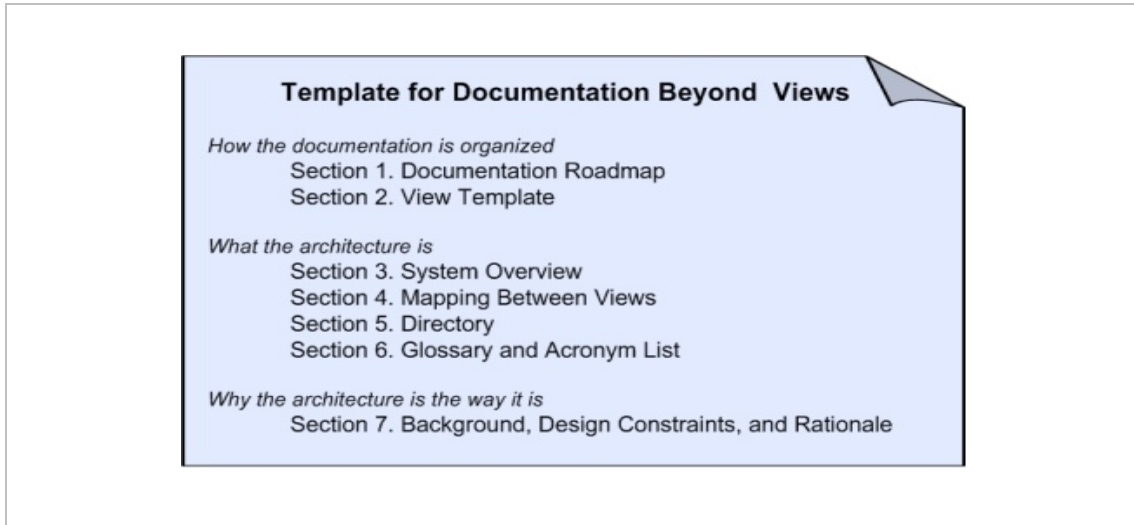 Template for Documentation Beyond Views
How the documentation is organized
Section 1. Documentation Roadmap
Section 2. View Template
What the architecture is
Section 3. System Overview
Section 4. Mapping Between Views
Section 5. Directory
Section 6. Glossary and Acronym List
Why the architecture is the way it is
Section 7. Background, Design Constraints, and Rationale